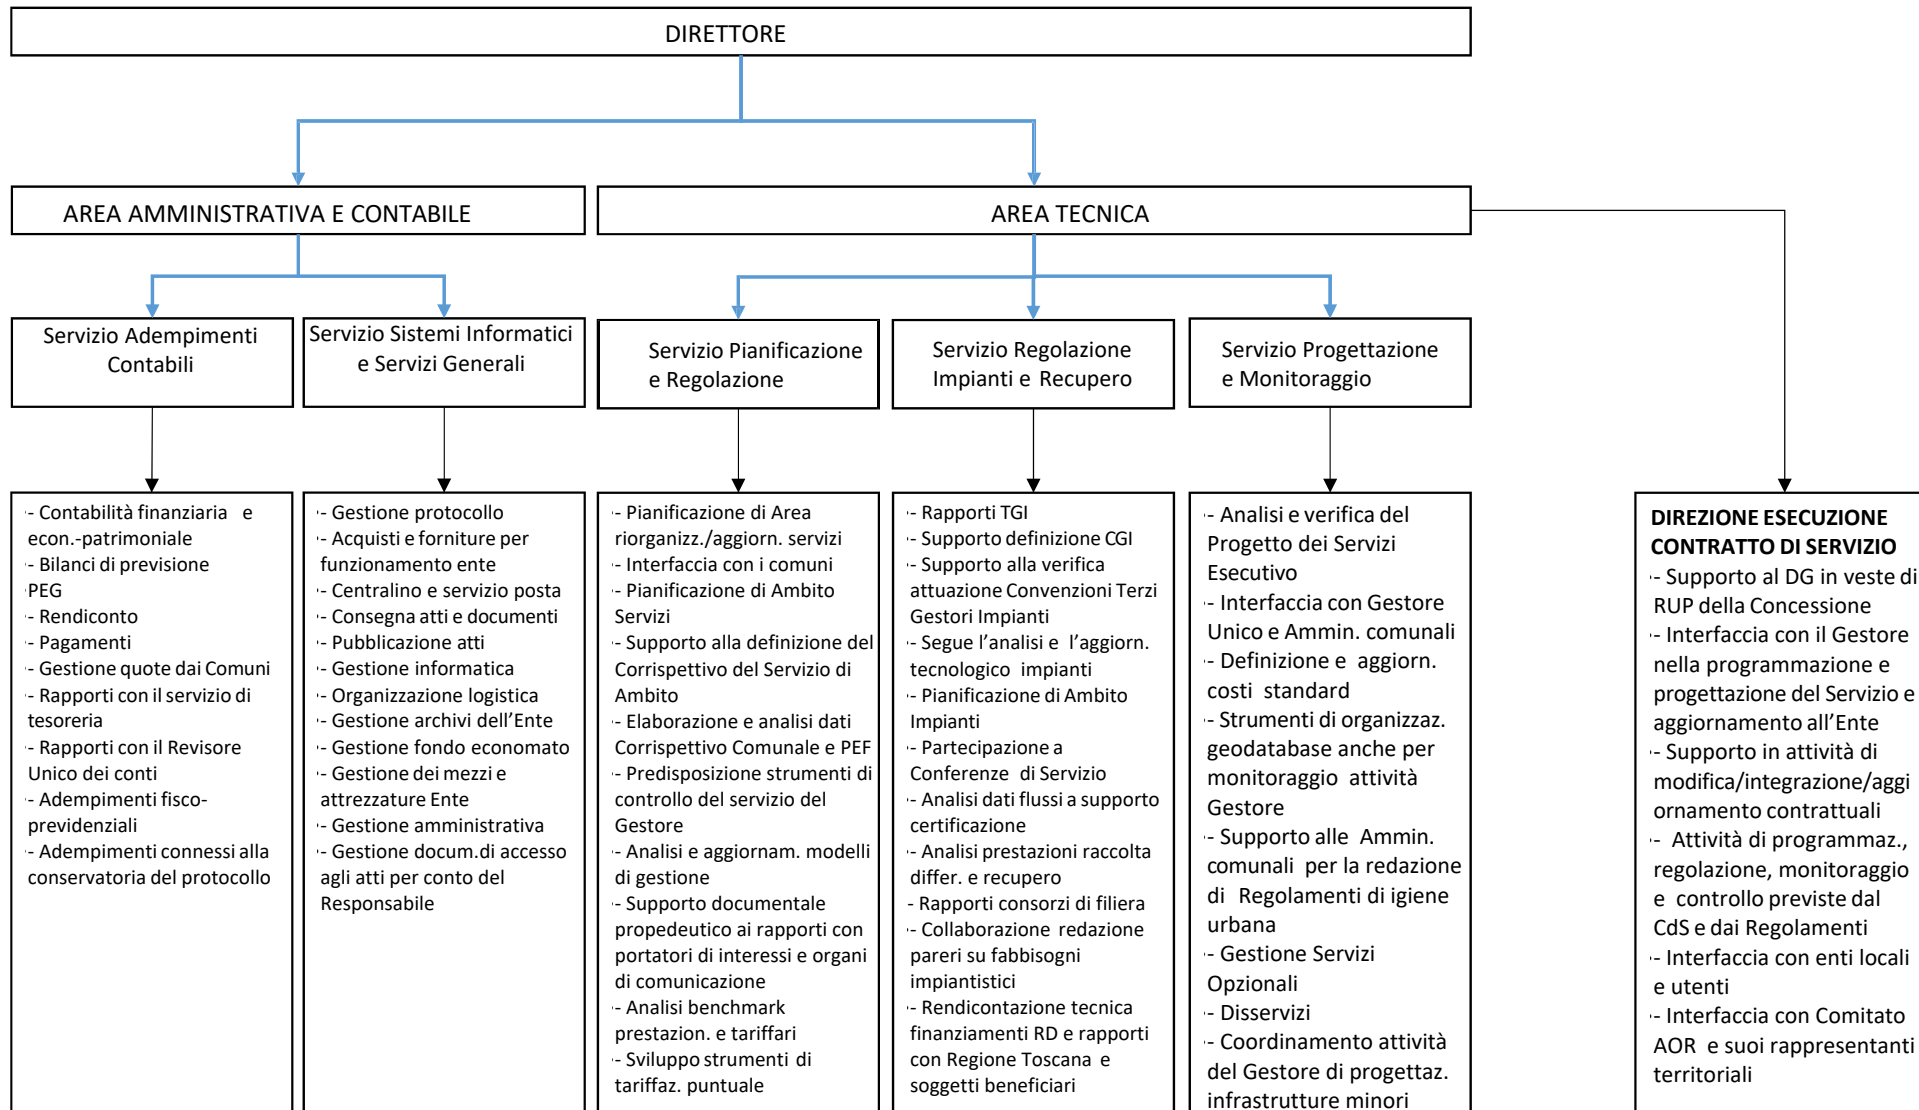 DIRETTORE
AREA AMMINISTRATIVA E CONTABILE
AREA TECNICA
Servizio Adempimenti
Contabili
Servizio Sistemi Informatici
e Servizi Generali
Servizio Pianificazione
e Regolazione
Servizio Regolazione
Impianti e Recupero
Servizio Progettazione
e Monitoraggio
- Contabilità finanziaria e
econ.-patrimoniale
- Bilanci di previsione
PEG
- Rendiconto
- Pagamenti
- Gestione quote dai Comuni
- Rapporti con il servizio di
tesoreria
- Rapporti con il Revisore
Unico dei conti
- Adempimenti fisco-
previdenziali
- Adempimenti connessi alla
conservatoria del protocollo
- Gestione protocollo
- Acquisti e forniture per
funzionamento ente
- Centralino e servizio posta
- Consegna atti e documenti
- Pubblicazione atti
- Gestione informatica
- Organizzazione logistica
- Gestione archivi dell'Ente
- Gestione fondo economato
- Gestione dei mezzi e
attrezzature Ente
- Gestione amministrativa
- Gestione docum.di accesso
agli atti per conto del
Responsabile
- Pianificazione di Area
riorganizz./aggiorn. servizi
- Interfaccia con i comuni
- Pianificazione di Ambito
Servizi
- Supporto alla definizione del
Corrispettivo del Servizio di
Ambito
- Elaborazione e analisi dati
Corrispettivo Comunale e PEF
- Predisposizione strumenti di
controllo del servizio del
Gestore
- Analisi e aggiornam. modelli
di gestione
- Supporto documentale
propedeutico ai rapporti con
portatori di interessi e organi
di comunicazione
- Analisi benchmark
prestazion. e tariffari
- Sviluppo strumenti di
tariffaz. puntuale
- Rapporti TGI
- Supporto definizione CGI
- Supporto alla verifica
attuazione Convenzioni Terzi
Gestori Impianti
- Segue l'analisi e l'aggiorn.
tecnologico impianti
- Pianificazione di Ambito
Impianti
- Partecipazione a
Conferenze di Servizio
- Analisi dati flussi a supporto
certificazione
- Analisi prestazioni raccolta
differ. e recupero
- Rapporti consorzi di filiera
- Collaborazione redazione
pareri su fabbisogni
impiantistici
- Rendicontazione tecnica
finanziamenti RD e rapporti
con Regione Toscana e
soggetti beneficiari
- Analisi e verifica del
Progetto dei Servizi
Esecutivo
- Interfaccia con Gestore
Unico e Ammin. comunali
- Definizione e aggiorn.
costi standard
- Strumenti di organizzaz.
geodatabase anche per
monitoraggio attività
Gestore
- Supporto alle Ammin.
comunali per la redazione
di Regolamenti di igiene
urbana
- Gestione Servizi
Opzionali
- Disservizi
- Coordinamento attività
del Gestore di progettaz.
infrastrutture minori
DIREZIONE ESECUZIONE
CONTRATTO DI SERVIZIO
- Supporto al DG in veste di
RUP della Concessione
- Interfaccia con il Gestore
nella programmazione e
progettazione del Servizio e
aggiornamento all'Ente
- Supporto in attività di
modifica/integrazione/aggi
ornamento contrattuali
- Attività di programmaz.,
regolazione, monitoraggio
e controllo previste dal
CdS e dai Regolamenti
- Interfaccia con enti locali
e utenti
- Interfaccia con Comitato
AOR e suoi rappresentanti
territoriali